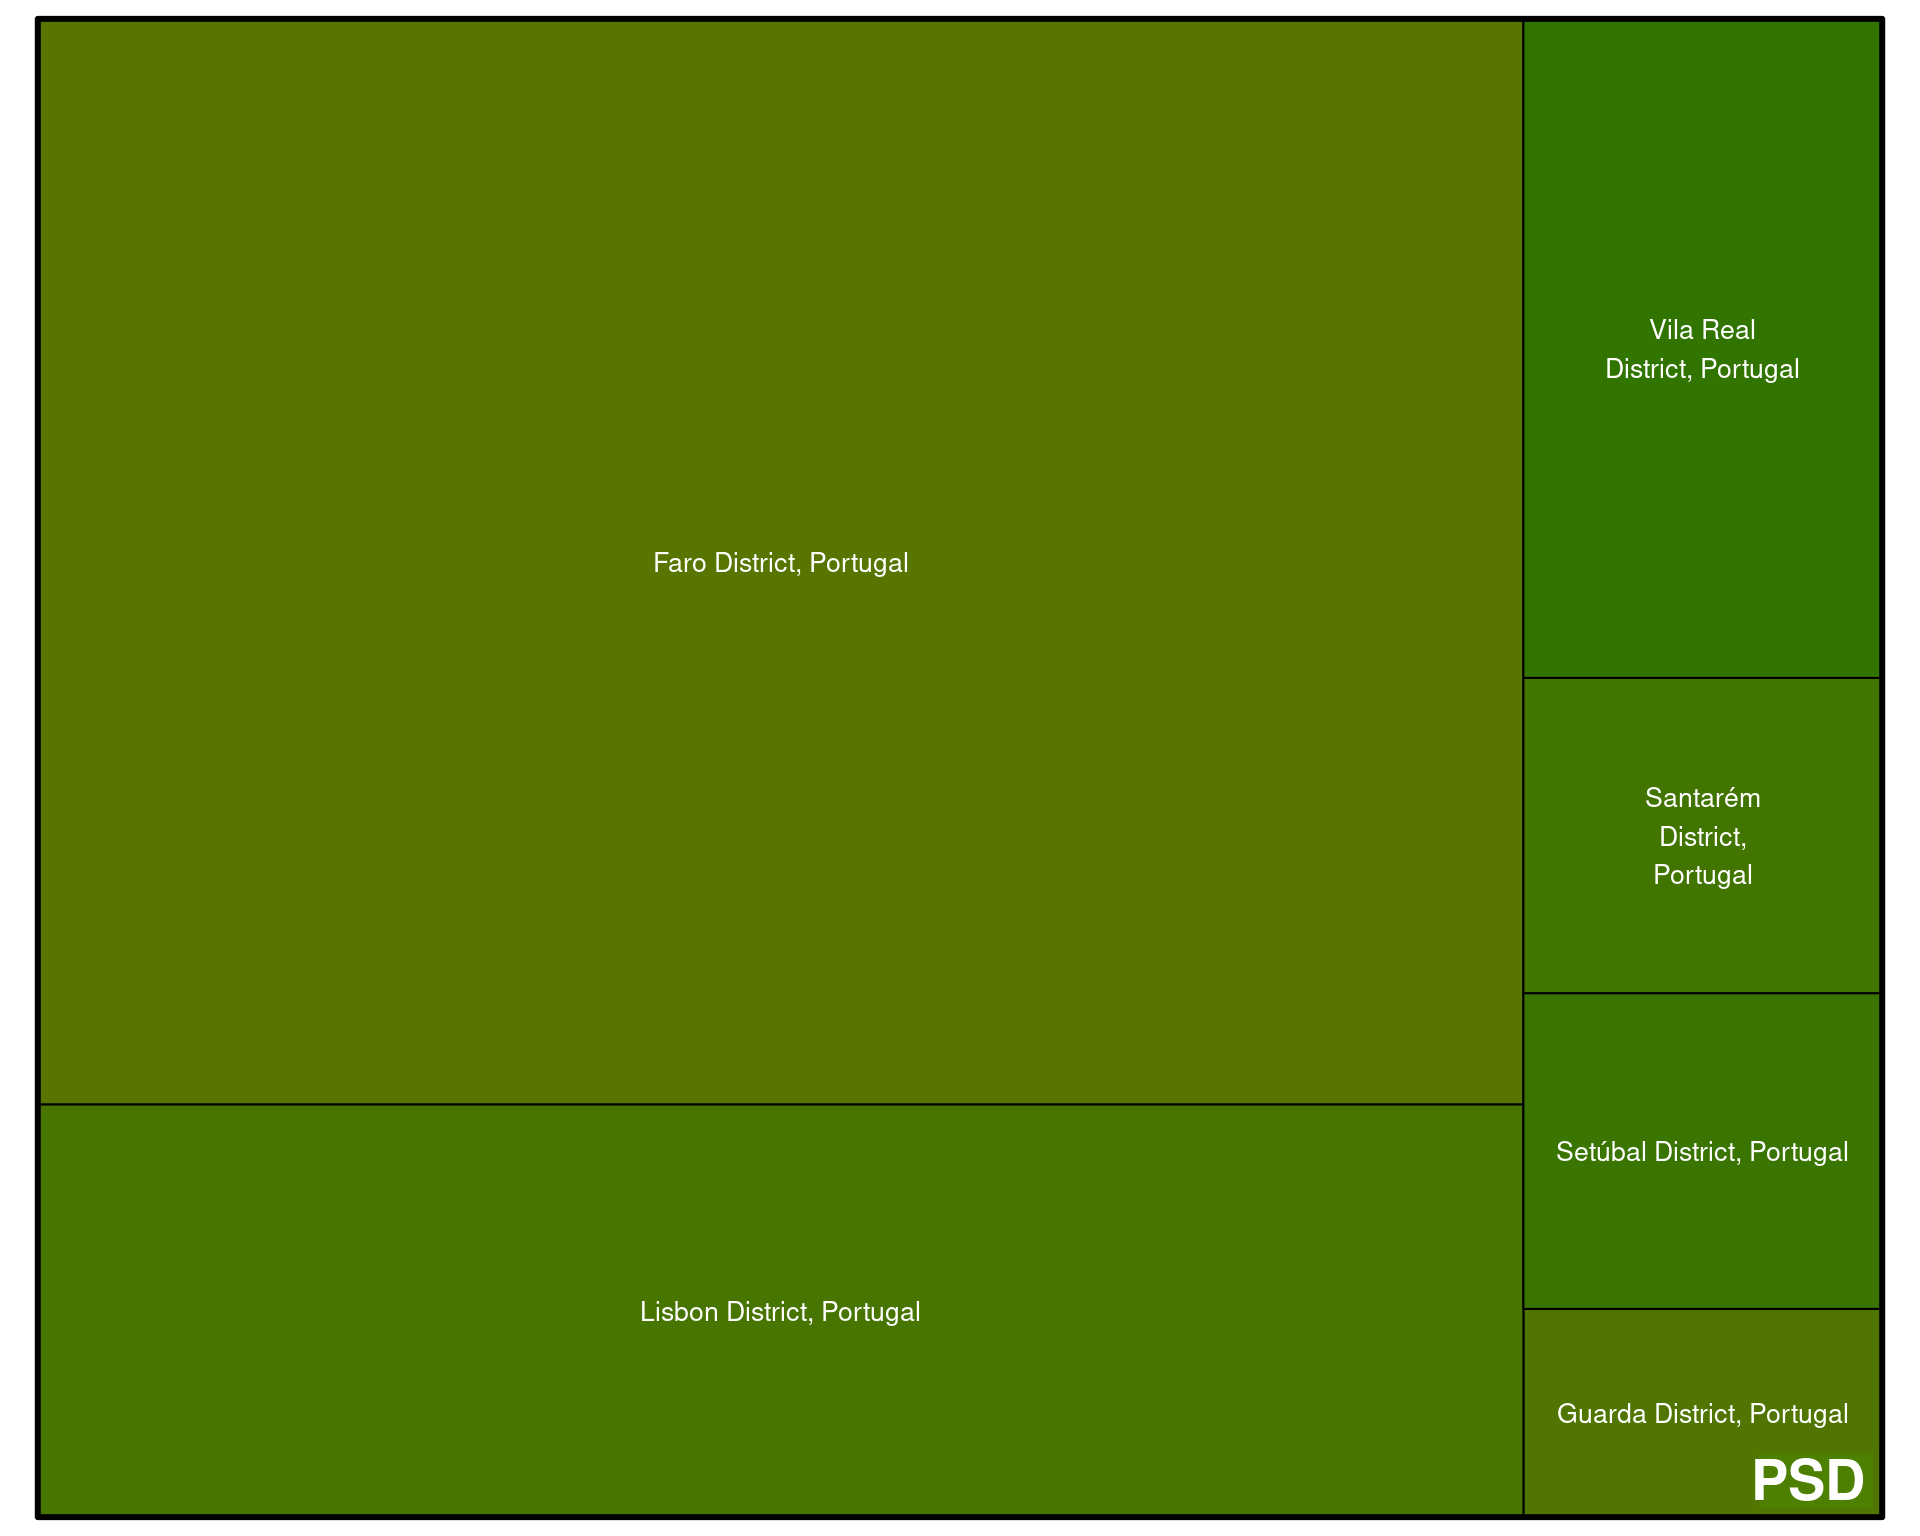 Vila Real
District, Portugal
Faro District, Portugal
Santarém
District,
Portugal
Setúbal District, Portugal
Lisbon District, Portugal
Guarda District, Portugal
PSD